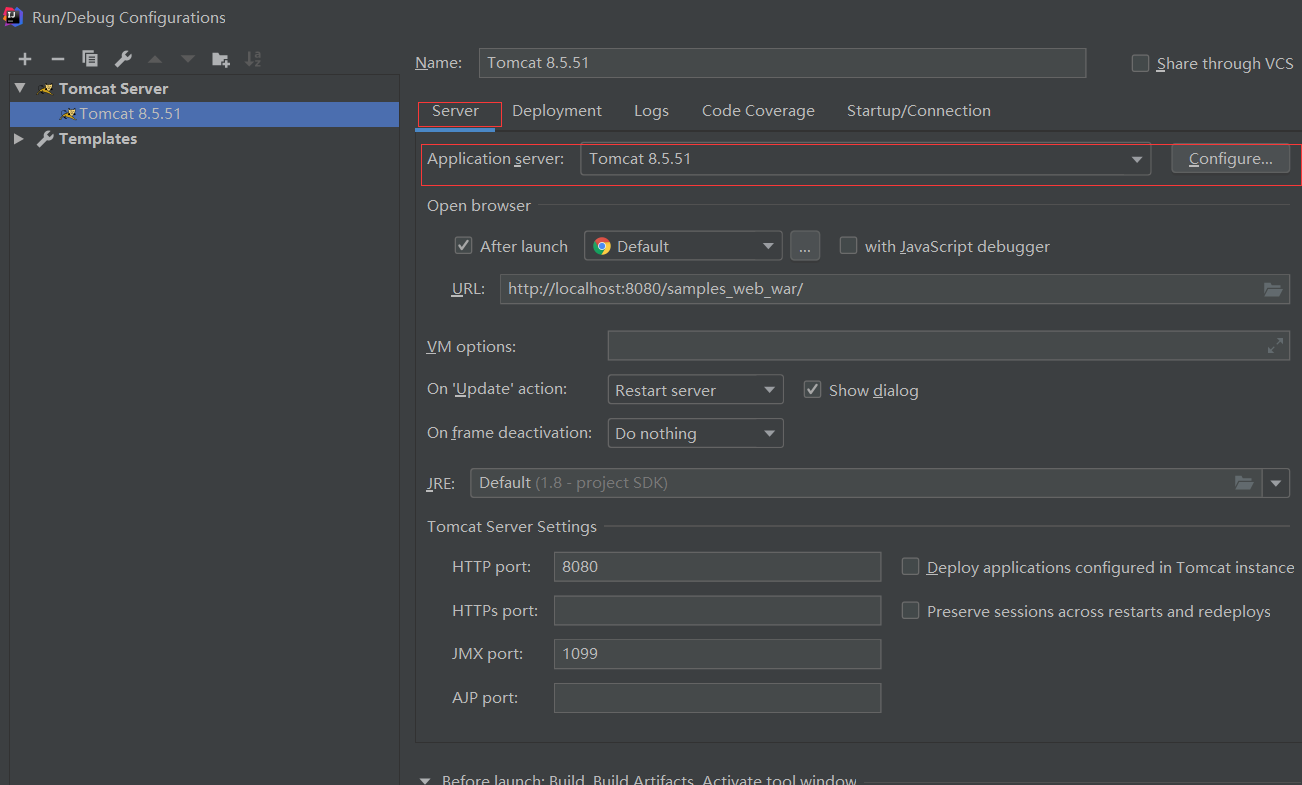 Run/Debug Configurations
Name: Tomcat 8.5.51 Share through VCS
Tomcat Server
Tomcat 8.5.51
Templates
Server Deployment Logs Code Coverage Startup/Connection
Application server: Tomcat 8.5.51 Configure...
Open browser
After launch Default ... with JavaScript debugger
URL: http://localhost:8080/samples_web_war/
VM options:
On 'Update' action: Restart server Show dialog
On frame deactivation: Do nothing
JRE: Default (1.8 - project SDK)
Tomcat Server Settings
HTTP port: 8080 Deploy applications configured in Tomcat instance
HTTPs port: Preserve sessions across restarts and redeploys
JMX port: 1099
AJP port:
Before launch: Build, Build Artifacts, Activate tool window